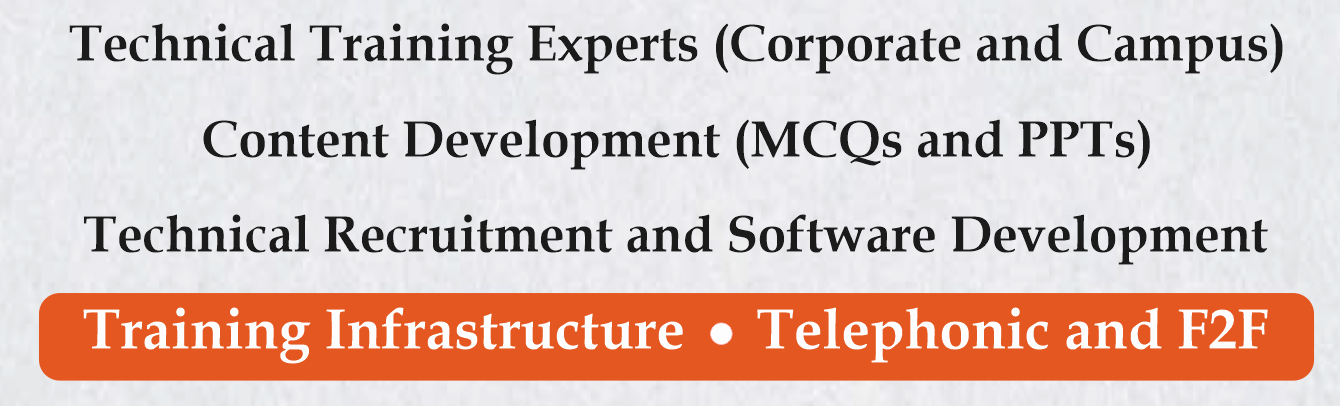 Technical Training Experts (Corporate and Campus)
Content Development (MCQs and PPTs)
Technical Recruitment and Software Development
Training Infrastructure ● Telephonic and F2F